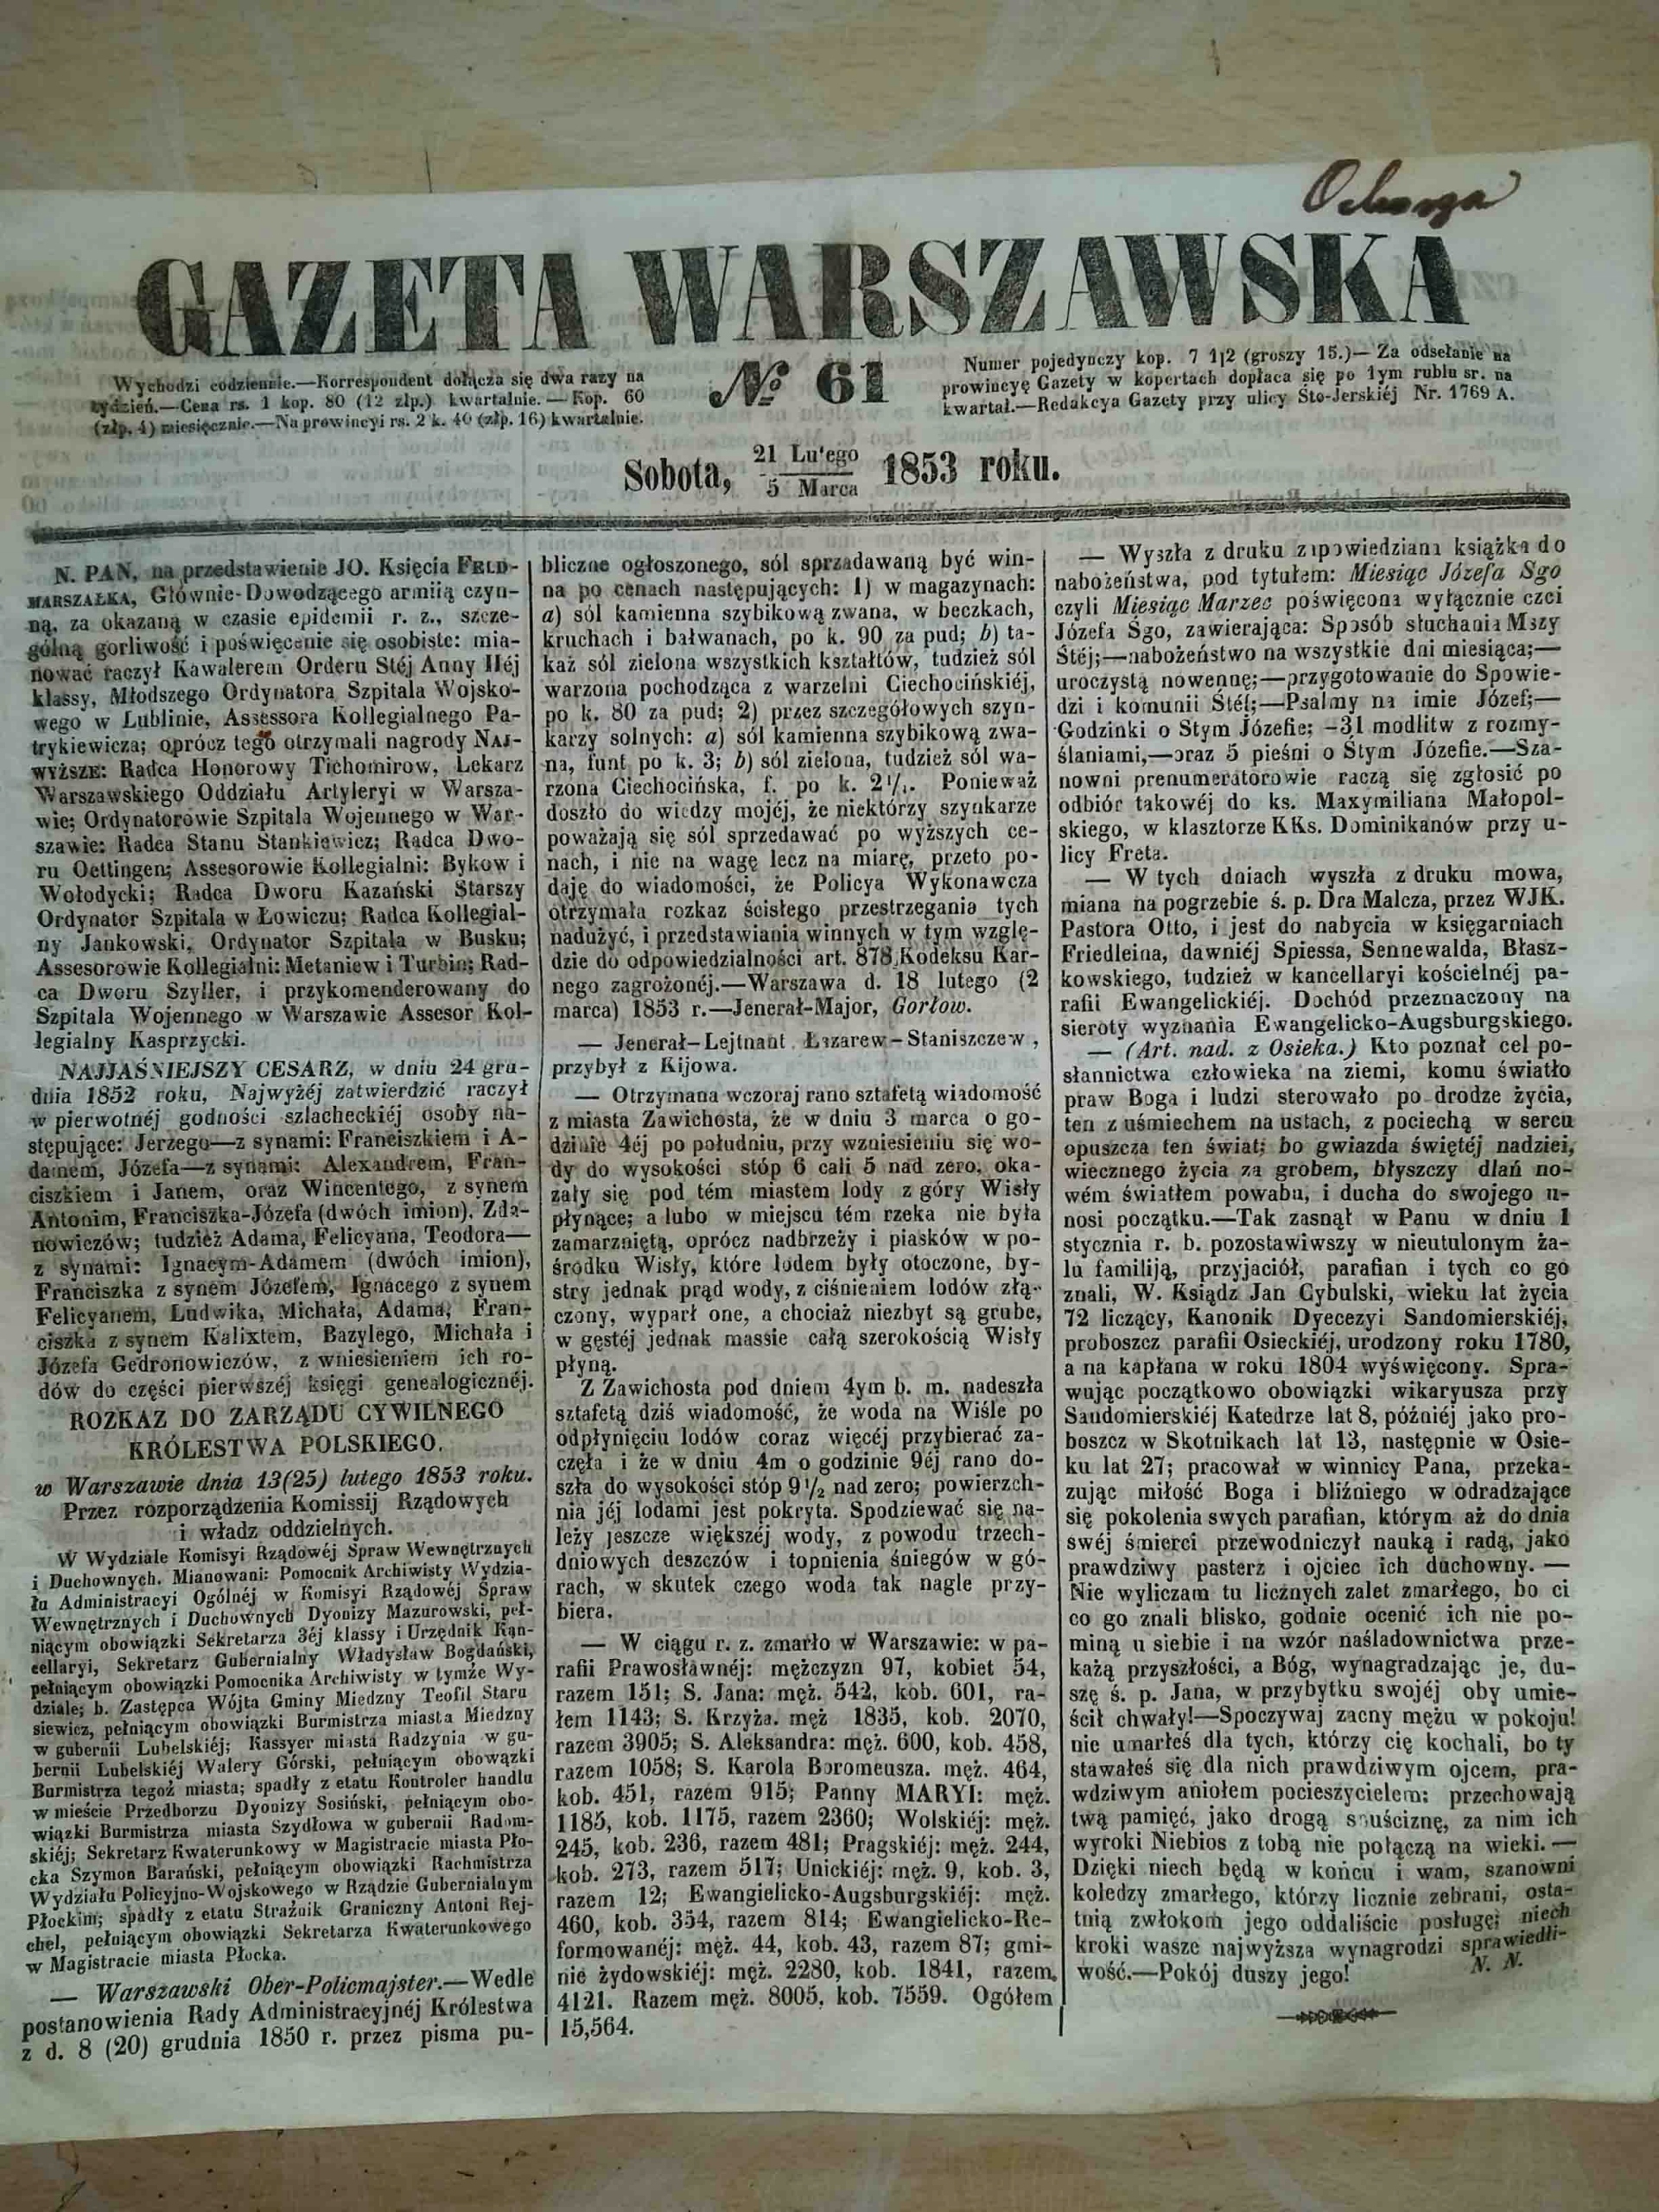 GAZETA WARSZAWSKA
Wychodzi codziennie.—Korrespondent dołącza się dwa razy na
tydzień.—Cena rs. 1 kop. 80 (12 złp.) kwartalnie.—Kop. 60
(złp. 4) miesięcznie.—Na prowincyi rs. 2 k. 40 (złp. 16) kwartalnie.
№ 61
Numer pojedynczy kop. 7 1|2 (groszy 15.)—Za odsełanie na
prowincyę Gazety w kopertach dopłaca się po 1ym rublu sr. na
kwartał.—Redakcya Gazety przy ulicy Sto-Jerskiéj Nr. 1769 A.
Sobota, 21 Lutego / 5 Marca 1853 roku.
N. PAN, na przedstawienie JO. Księcia FELD-
MARSZAŁKA, Głównie-Dowodzącego armiią czyn-
ną, za okazaną w czasie epidemii r. z., szcze-
gólną gorliwość i poświęcenie się osobiste: mia-
nować raczył Kawalerem Orderu Stéj Anny IIéj
klassy, Młodszego Ordynatora Szpitala Wojsko-
wego w Lublinie, Assessora Kollegialnego Pa-
trykiewicza; oprócz tego otrzymali nagrody NAJ-
WYŻSZE: Radca Honorowy Tichomirow, Lekarz
Warszawskiego Oddziału Artyleryi w Warsza-
wie; Ordynatorowie Szpitala Wojennego w War-
szawie: Radca Stanu Stankiewicz; Radca Dwo-
ru Oettingen; Assesorowie Kollegialni: Bykow i
Wołodycki; Radca Dworu Kazański Starszy
Ordynator Szpitala w Łowiczu; Radca Kollegial-
ny Jankowski, Ordynator Szpitala w Busku;
Assesorowie Kollegialni: Metaniew i Turbin; Rad-
ca Dworu Szyller, i przykomenderowany do
Szpitala Wojennego w Warszawie Assesor Kol-
legialny Kasprzycki.
NAJJAŚNIEJSZY CESARZ, w dniu 24 gru-
dnia 1852 roku, Najwyżéj zatwierdzić raczył
w pierwotnéj godności szlacheckiéj osoby na-
stępujące: Jerzego—z synami: Franciszkiem i A-
damem, Józefa—z synami: Alexandrem, Fran-
ciszkiem i Janem, oraz Wincentego, z synem
Antonim, Franciszka-Józefa (dwóch imion), Zda-
nowiczów; tudzież Adama, Felicyana, Teodora—
z synami: Ignacym-Adamem (dwóch imion),
Franciszka z synem Józefem, Ignacego z synem
Felicyanem, Ludwika, Michała, Adama, Fran-
ciszka z synem Kalixtem, Bazylego, Michała i
Józefa Gedronowiczów, z wniesieniem ich ro-
dów do części pierwszéj księgi genealogicznéj.
ROZKAZ DO ZARZĄDU CYWILNEGO
KRÓLESTWA POLSKIEGO.
w Warszawie dnia 13(25) lutego 1853 roku.
Przez rozporządzenia Komissij Rządowych
i władz oddzielnych.
W Wydziale Komisyi Rządowéj Spraw Wewnętrznych
i Duchownych. Mianowani: Pomocnik Archiwisty Wydzia-
łu Administracyi Ogólnéj w Komisyi Rządowéj Spraw
Wewnętrznych i Duchownych Dyonizy Mazurowski, peł-
niącym obowiązki Sekretarza 3éj klassy i Urzędnik Kan-
cellaryi, Sekretarz Gubernialny Władysław Bogdański,
pełniącym obowiązki Pomocnika Archiwisty w tymże Wy-
dziale; b. Zastępca Wójta Gminy Miedzny Teofil Staru
siewicz, pełniącym obowiązki Burmistrza miasta Miedzny
w gubernii Lubelskiéj; Kassyer miasta Radzynia w gu-
bernii Lubelskiéj Walery Górski, pełniącym obowązki
Burmistrza tegoż miasta; spadły z etatu Kontroler handlu
w mieście Przedborzu Dyonizy Sosiński, pełniącym obo-
wiązki Burmistrza miasta Szydłowa w gubernii Radom-
skiéj; Sekretarz Kwaterunkowy w Magistracie miasta Pło-
cka Szymon Barański, pełniącym obowiązki Rachmistrza
Wydziału Policyjno-Wojskowego w Rządzie Gubernialnym
Płockim; spadły z etatu Strażnik Graniczny Antoni Rej-
chel, pełniącym obowiązki Sekretarza Kwaterunkowego
w Magistracie miasta Płocka.
— Warszawski Ober-Policmajster.—Wedle
postanowienia Rady Administracyjnéj Królestwa
z d. 8 (20) grudnia 1850 r. przez pisma pu-
bliczne ogłoszonego, sól sprzadawaną być win-
na po cenach następujących: 1) w magazynach:
a) sól kamienna szybikową zwana, w beczkach,
kruchach i bałwanach, po k. 90 za pud; b) ta-
każ sól zielona wszystkich kształtów, tudzież sól
warzona pochodząca z warzelni Ciechocińskiéj,
po k. 80 za pud; 2) przez szczegółowych szyn-
karzy solnych: a) sól kamienna szybikową zwa-
na, funt po k. 3; b) sól zielona, tudzież sól wa-
rzona Ciechocińska, f. po k. Ponieważ
doszło do wiedzy mojéj, że niektórzy szynkarze
poważają się sól sprzedawać po wyższych ce-
nach, i nie na wagę lecz na miarę, przeto po-
daję do wiadomości, że Policya Wykonawcza
otrzymała rozkaz ścisłego przestrzegania tych
nadużyć, i przedstawiania winnych w tym wzglę-
dzie do odpowiedzialności art. 878 Kodeksu Kar-
nego zagrożonéj.—Warszawa d. 18 lutego (2
marca) 1853 r.—Jenerał-Major, Gorłow.
— Jenerał-Lejtnant Łazarew-Staniszczew,
przybył z Kijowa.
— Otrzymana wczoraj rano sztafetą wiadomość
z miasta Zawichosta, że w dniu 3 marca o go-
dzinie 4éj po południu, przy wzniesieniu się wo-
dy do wysokości stóp 6 cali 5 nad zero, oka-
zały się pod tém miastem lody z góry Wisły
płynące; a lubo w miejscu tém rzeka nie była
zamarzniętą, oprócz nadbrzeży i piasków w po-
środku Wisły, które lodem były otoczone, by-
stry jednak prąd wody, z ciśnieniem lodów złą-
czony, wyparł one, a chociaż niezbyt są grube,
w gęstéj jednak massie całą szerokością Wisły
płyną.
Z Zawichosta pod dniem 4ym b. m. nadeszła
sztafetą dziś wiadomość, że woda na Wiśle po
odpłynięciu lodów coraz więcéj przybierać za-
częła i że w dniu 4m o godzinie 9éj rano do-
szła do wysokości stóp 9 1/2 nad zero; powierzch-
nia jéj lodami jest pokryta. Spodziewać się na-
leży jeszcze większéj wody, z powodu trzech-
dniowych deszczów i topnienia śniegów w gó-
rach, w skutek czego woda tak nagle przy-
biera.
— W ciągu r. z. zmarło w Warszawie: w pa-
rafii Prawosławnéj: mężczyzn 97, kobiet 54,
razem 151; S. Jana: męż. 542, kob. 601, ra-
łem 1143; S. Krzyża. męż 1835, kob. 2070,
razem 3905; S. Aleksandra: męż. 600, kob. 458,
razem 1058; S. Karola Boromeusza. męż. 464,
kob. 451, razem 915; Panny MARYI: męż.
1185, kob. 1175, razem 2360; Wolskiéj: męż.
245, kob. 236, razem 481; Pragskiéj: męż. 244,
kob. 273, razem 517; Unickiéj: męż. 9, kob. 3,
razem 12; Ewangielicko-Augsburgskiéj: męż.
460, kob. 354, razem 814; Ewangielicko-Re-
formowanéj: męż. 44, kob. 43, razem 87; gmi-
nie żydowskiéj: męż. 2280, kob. 1841, razem
4121. Razem męż. 8005, kob. 7559. Ogółem
15,564.
— Wyszła z druku zapowiedziana książka do
nabożeństwa, pod tytułem: Miesiąc Józefa Sgo
czyli Miesiąc Marzec poświęcona wyłącznie czci
Józefa Sgo, zawierająca: Sposób słuchania Mszy
Stéj;—nabożeństwo na wszystkie dni miesiąca;—
uroczystą nowennę;—przygotowanie do Spowie-
dzi i komunii Stéj;—Psalmy na imie Józef;—
Godzinki o Stym Józefie;—31 modlitw z rozmy-
ślaniami,—oraz 5 pieśni o Stym Józefie.—Sza-
nowni prenumeratorowie raczą się zgłosić po
odbiór takowéj do ks. Maxymiliana Małopol-
skiego, w klasztorze KKs. Dominikanów przy u-
licy Freta.
— W tych dniach wyszła z druku mowa,
miana na pogrzebie ś. p. Dra Malcza, przez WJK.
Pastora Otto, i jest do nabycia w księgarniach
Friedleina, dawniéj Spiessa, Sennewalda, Błasz-
kowskiego, tudzież w kancellaryi kościelnéj pa-
rafii Ewangelickiéj. Dochód przeznaczony na
sieroty wyznania Ewangelicko-Augsburgskiego.
— (Art. nad. z Osieka.) Kto poznał cel po-
słannictwa człowieka na ziemi, komu światło
praw Boga i ludzi sterowało po drodze życia,
ten z uśmiechem na ustach, z pociechą w sercu
opuszcza ten świat; bo gwiazda świętéj nadziei,
wiecznego życia za grobem, błyszczy dlań no-
wém światłem powabu, i ducha do swojego u-
nosi początku.—Tak zasnął w Panu w dniu 1
stycznia r. b. pozostawiwszy w nieutulonym ża-
lu familiją, przyjaciół, parafian i tych co go
znali, W. Ksiądz Jan Cybulski, wieku lat życia
72 liczący, Kanonik Dyecezyi Sandomierskiéj,
proboszcz parafii Osieckiéj, urodzony roku 1780,
a na kapłana w roku 1804 wyświęcony. Spra-
wując początkowo obowiązki wikaryusza przy
Sandomierskiéj Katedrze lat 8, późniéj jako pro-
boszcz w Skotnikach lat 13, następnie w Osie-
ku lat 27; pracował w winnicy Pana, przeka-
zując miłość Boga i bliźniego w odradzające
się pokolenia swych parafian, którym aż do dnia
swéj śmierci przewodniczył nauką i radą, jako
prawdziwy pasterz i ojciec ich duchowny.—
Nie wyliczam tu licznych zalet zmarłego, bo ci
co go znali blisko, godnie ocenić ich nie po-
miną u siebie i na wzór naśladownictwa prze-
każą przyszłości, a Bóg, wynagradzając je, du-
szę ś. p. Jana, w przybytku swojéj oby umie-
ścił chwały!—Spoczywaj zacny mężu w pokoju!
nie umarłeś dla tych, którzy cię kochali, bo ty
stawałeś się dla nich prawdziwym ojcem, pra-
wdziwym aniołem pocieszycielem; przechowają
twą pamięć, jako drogą spuściznę, za nim ich
wyroki Niebios z tobą nie połączą na wieki.—
Dzięki niech będą w końcu i wam, szanowni
koledzy zmarłego, którzy licznie zebrani, osta-
tnią zwłokom jego oddaliście posługę; niech
kroki wasze najwyższa wynagrodzi sprawiedli-
wość.—Pokój duszy jego! N. N.